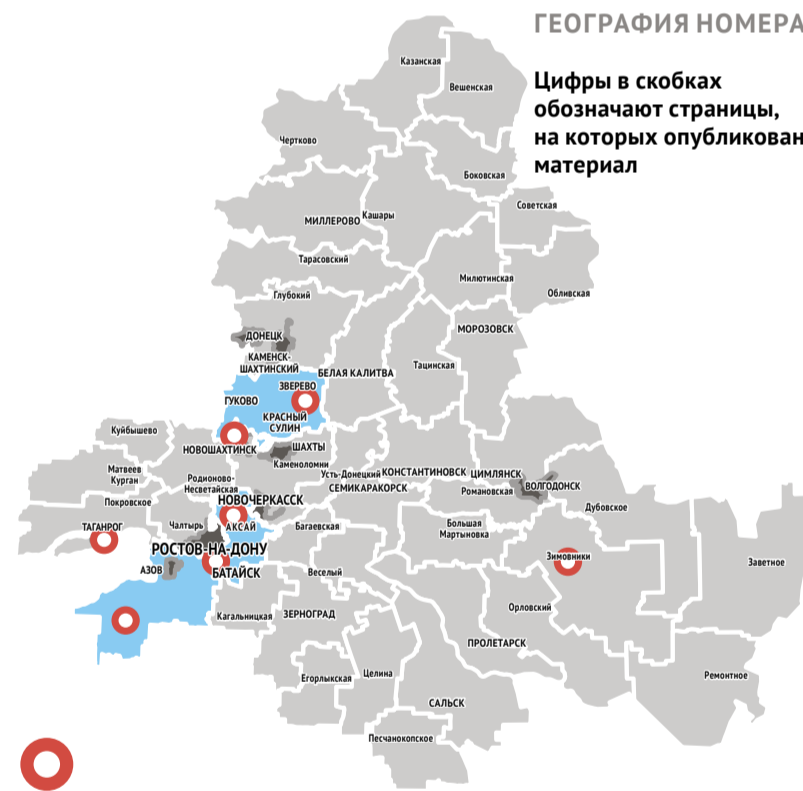 ГЕОГРАФИЯ НОМЕРА
Цифры в скобках
обозначают страницы,
на которых опубликован
материал
Казанская
Вешенская
Чертково
Боковская
Советская
МИЛЛЕРОВО
Кашары
Тарасовский
Милютинская
Обливская
Глубокий
МОРОЗОВСК
ДОНЕЦК
КАМЕНСК-
ШАХТИНСКИЙ
БЕЛАЯ КАЛИТВА
Тацинская
ЗВЕРЕВО
ГУКОВО
КРАСНЫЙ
СУЛИН
Куйбышево
НОВОШАХТИНСК
ШАХТЫ
Каменоломни
Матвеев
Курган
Родионово-
Несветайская
Усть-Донецкий
КОНСТАНТИНОВСК
ЦИМЛЯНСК
СЕМИКАРАКОРСК
Романовская
ВОЛГОДОНСК
Дубовское
Покровское
НОВОЧЕРКАССК
ТАГАНРОГ
Чалтырь
АКСАЙ
Багаевская
Большая
Мартыновка
РОСТОВ-НА-ДОНУ
Зимовники
Заветное
АЗОВ
БАТАЙСК
Веселый
Кагальницкая
ЗЕРНОГРАД
Орловский
ПРОЛЕТАРСК
Егорлыкская
Целина
Ремонтное
САЛЬСК
Песчанокопское